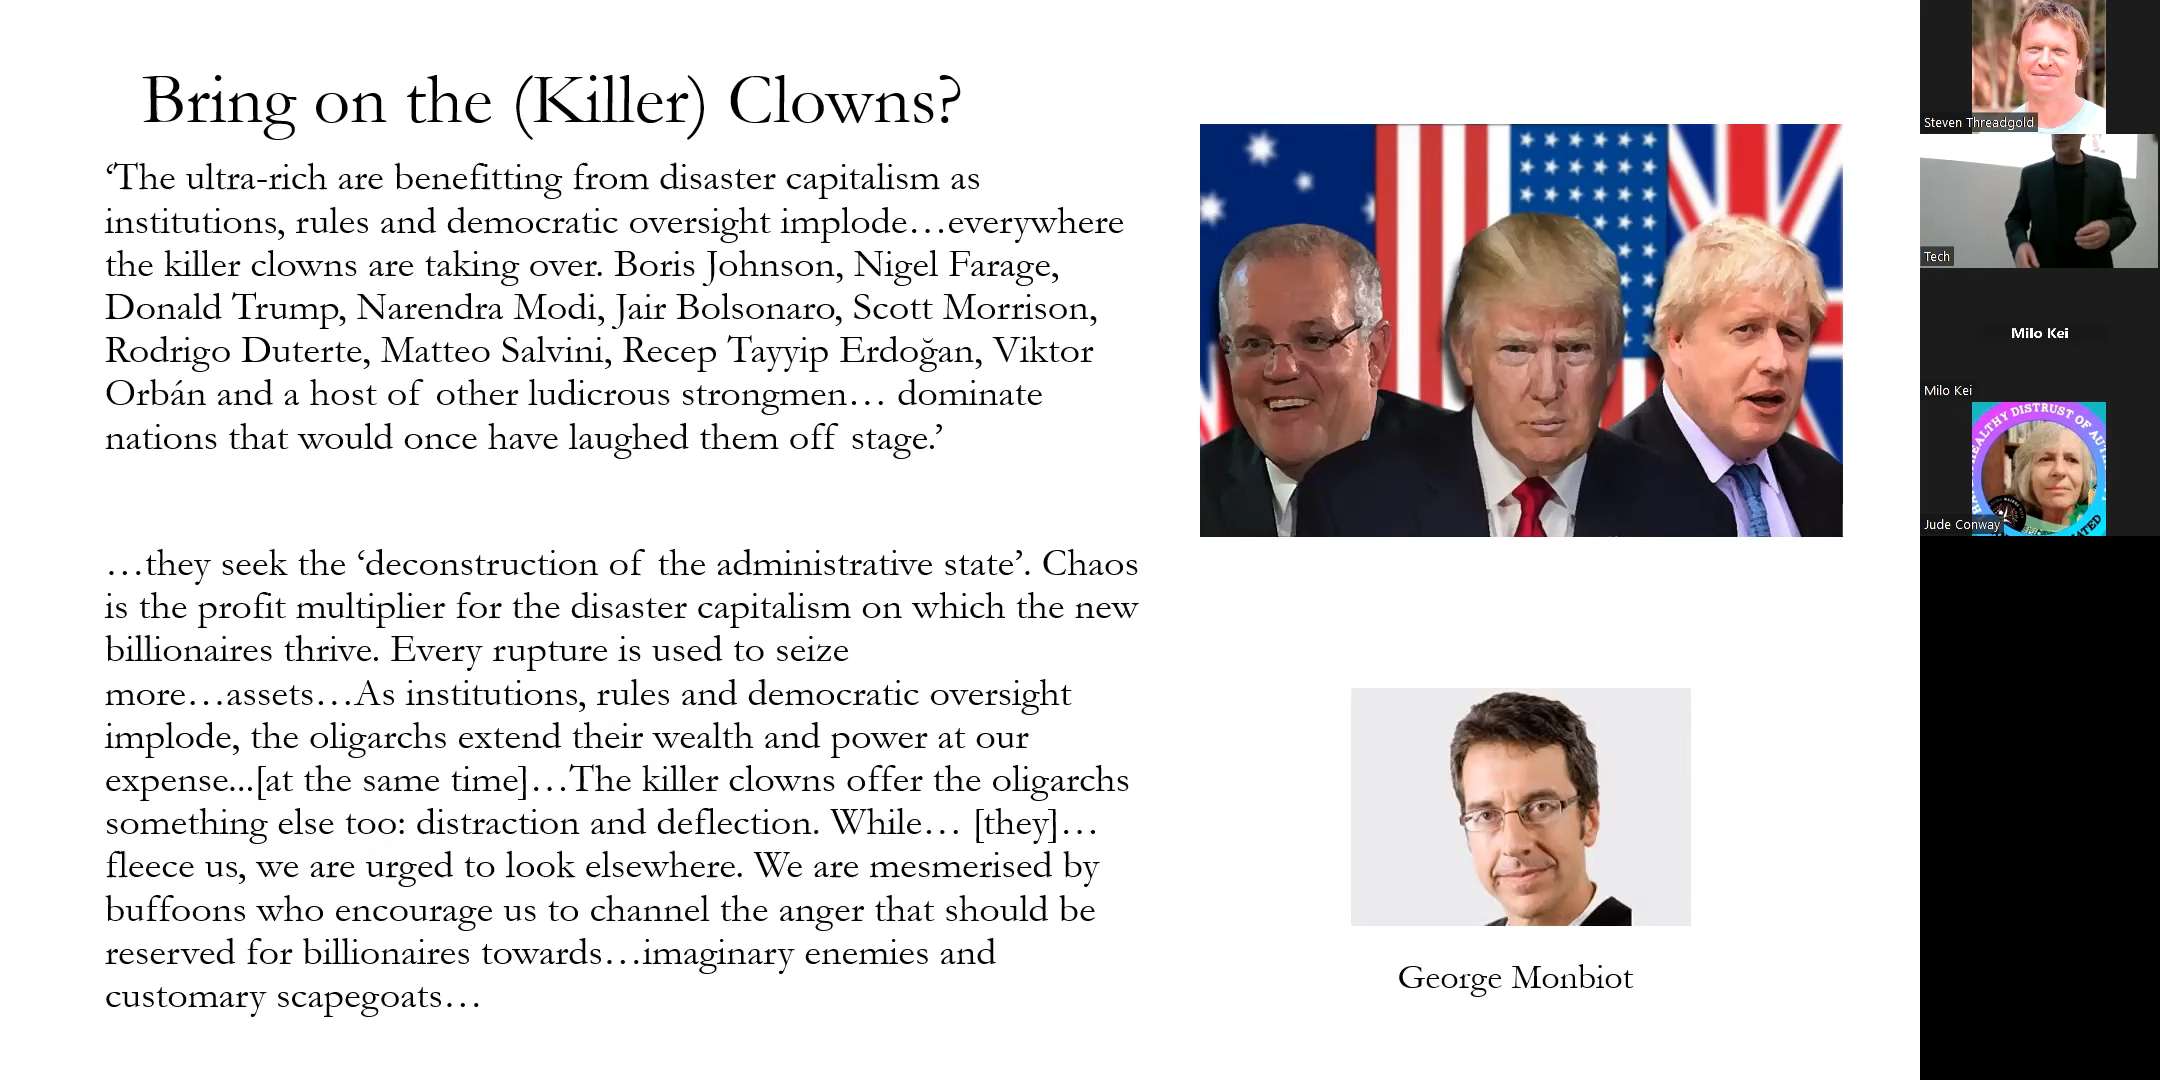 Bring on the (Killer) Clowns?
‘The ultra-rich are benefitting from disaster capitalism as
institutions, rules and democratic oversight implode…everywhere
the killer clowns are taking over. Boris Johnson, Nigel Farage,
Donald Trump, Narendra Modi, Jair Bolsonaro, Scott Morrison,
Rodrigo Duterte, Matteo Salvini, Recep Tayyip Erdoğan, Viktor
Orbán and a host of other ludicrous strongmen… dominate
nations that would once have laughed them off stage.’
…they seek the ‘deconstruction of the administrative state’. Chaos
is the profit multiplier for the disaster capitalism on which the new
billionaires thrive. Every rupture is used to seize
more…assets…As institutions, rules and democratic oversight
implode, the oligarchs extend their wealth and power at our
expense...[at the same time]…The killer clowns offer the oligarchs
something else too: distraction and deflection. While… [they]…
fleece us, we are urged to look elsewhere. We are mesmerised by
buffoons who encourage us to channel the anger that should be
reserved for billionaires towards…imaginary enemies and
customary scapegoats…
George Monbiot
Steven Threadgold
Tech
Milo Kei
Milo Kei
HEALTHY DISTRUST OF
Jude Conway